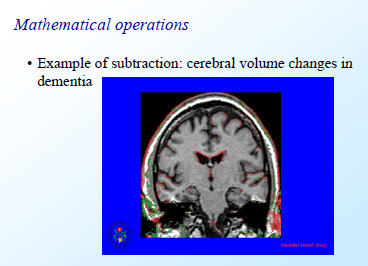 Mathematical operations
• Example of subtraction: cerebral volume changes in
dementia